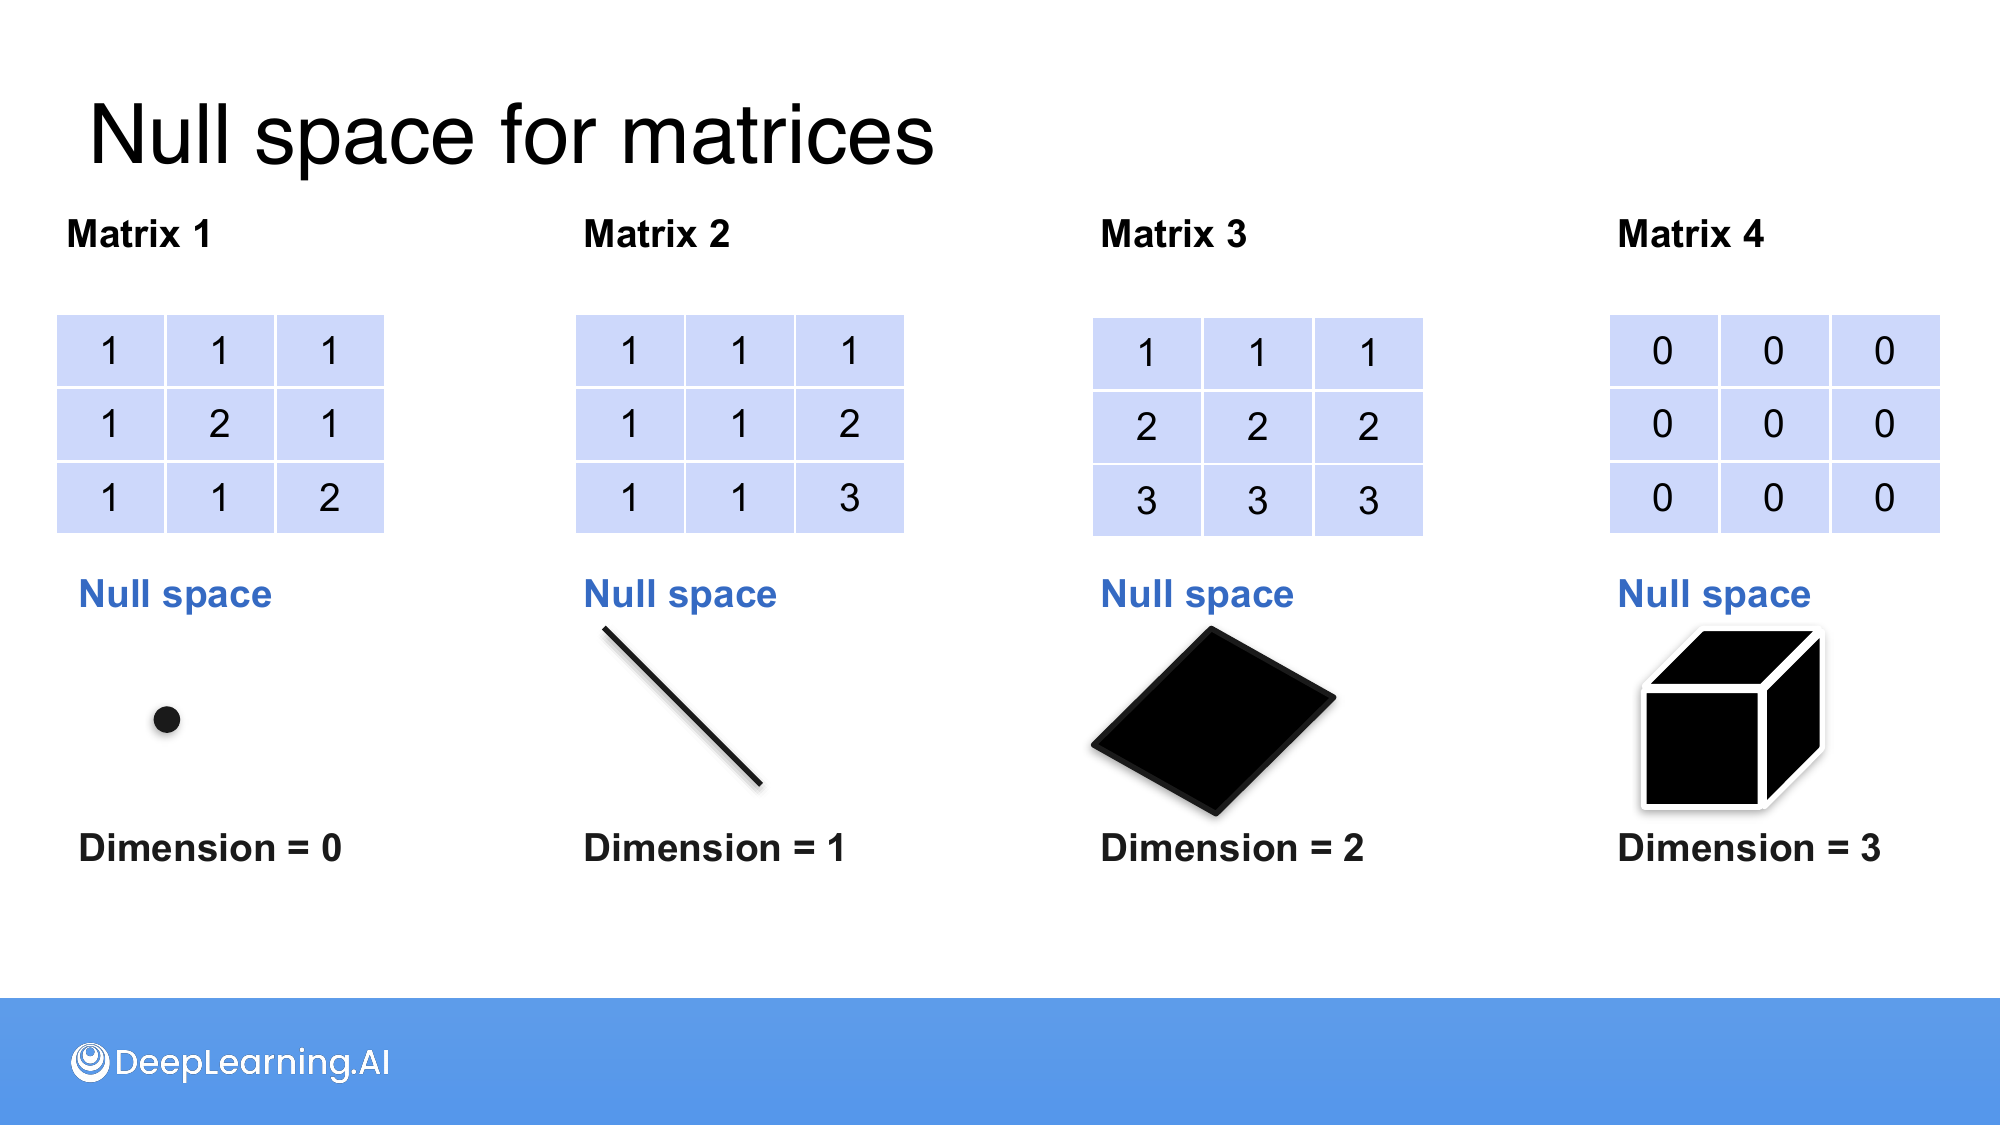 Null space for matrices
Matrix 1 Matrix 2 Matrix 3 Matrix 4
1 1 1 1 1 1 1 1 1 0 0 0
1 2 1 1 1 2 2 2 2 0 0 0
1 1 2 1 1 3 3 3 3 0 0 0
Null space Null space Null space Null space
Dimension = 0 Dimension = 1 Dimension = 2 Dimension = 3
DeepLearning.AI